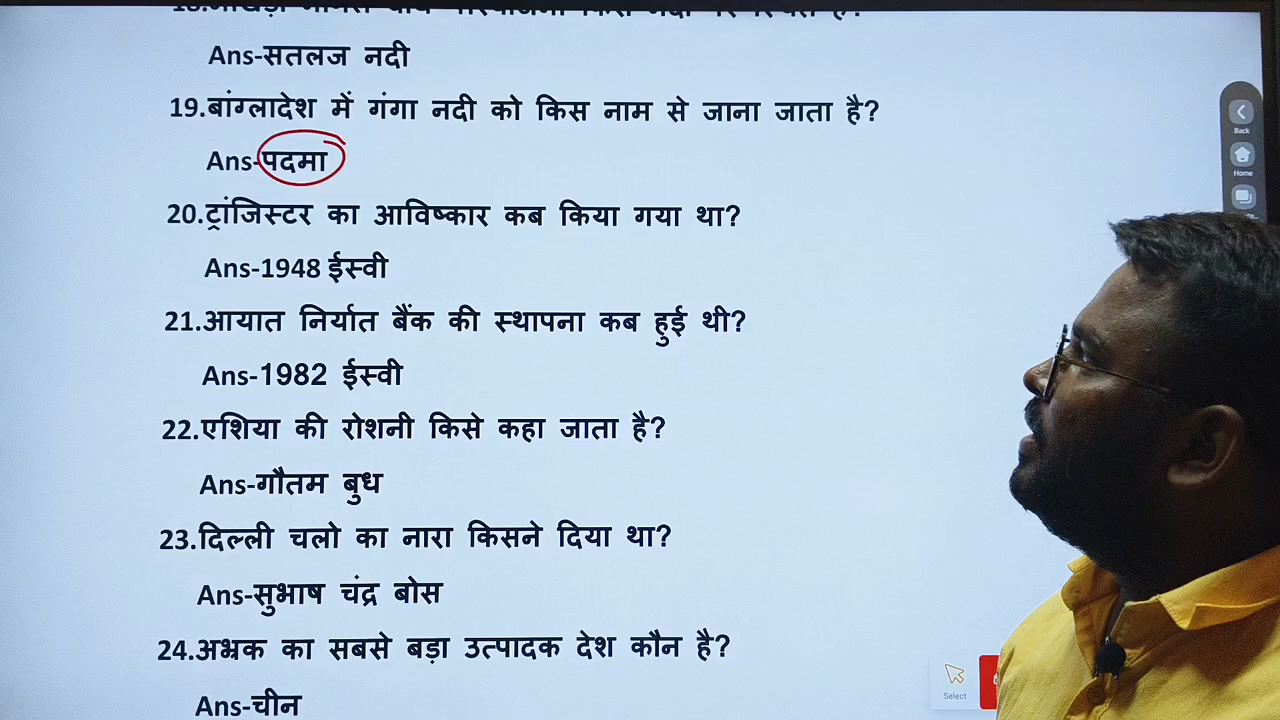 Ans-सतलज नदी
19.बांग्लादेश में गंगा नदी को किस नाम से जाना जाता है?
Ans-पदमा
20.ट्रांजिस्टर का आविष्कार कब किया गया था?
Ans-1948 ईस्वी
21.आयात निर्यात बैंक की स्थापना कब हुई थी?
Ans-1982 ईस्वी
22.एशिया की रोशनी किसे कहा जाता है?
Ans-गौतम बुध
23.दिल्ली चलो का नारा किसने दिया था?
Ans-सुभाष चंद्र बोस
24.अभ्रक का सबसे बड़ा उत्पादक देश कौन है?
Ans-चीन
Back
Home
Select